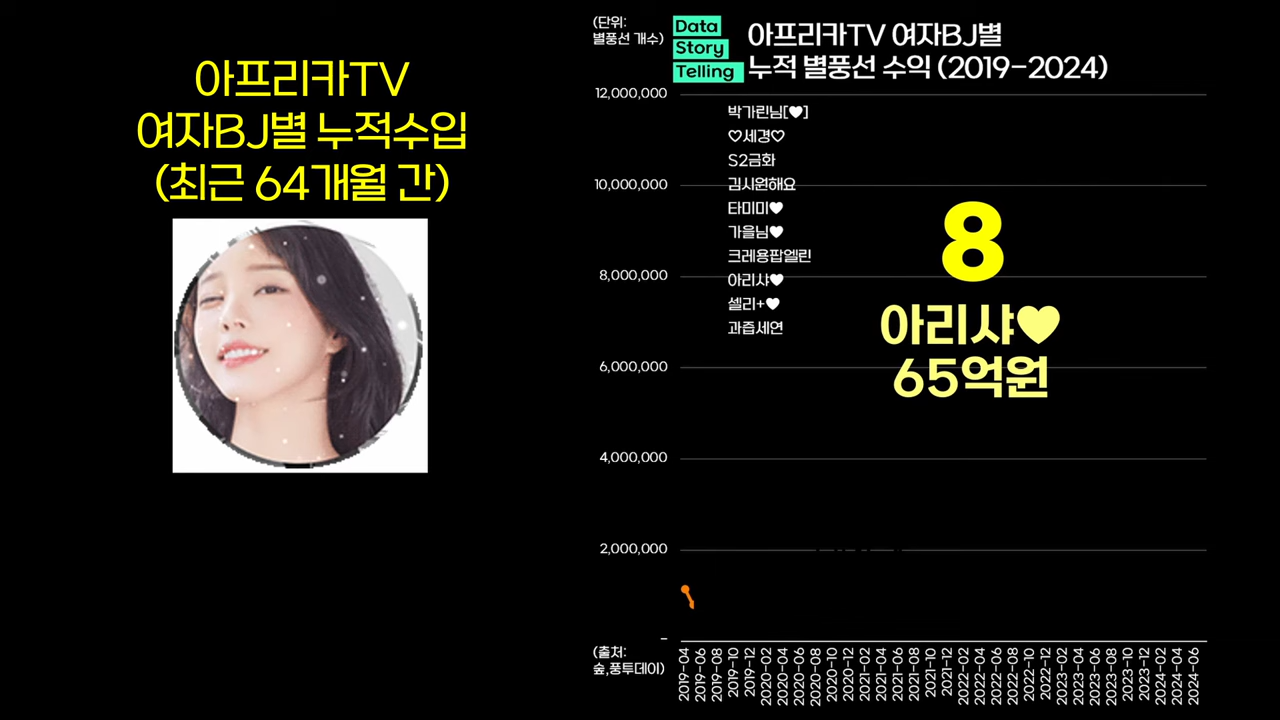 아프리카TV
여자BJ별 누적수입
(최근 64개월 간)
(단위:
별풍선 개수)
Data
Story
Telling
아프리카TV 여자BJ별
누적 별풍선 수익 (2019-2024)
12,000,000
10,000,000
8,000,000
6,000,000
4,000,000
2,000,000
-
박가린님[♥]
♡세경♡
S2금화
김시원해요
타미미♥
가을님♥
크레용팝엘린
아리샤♥
셀리+♥
과즙세연
8
아리샤♥
65억원
(출처:
숲,풍투데이)
2019-04
2019-06
2019-08
2019-10
2019-12
2020-02
2020-04
2020-06
2020-08
2020-10
2020-12
2021-02
2021-04
2021-06
2021-08
2021-10
2021-12
2022-02
2022-04
2022-06
2022-08
2022-10
2022-12
2023-02
2023-04
2023-06
2023-08
2023-10
2023-12
2024-02
2024-04
2024-06